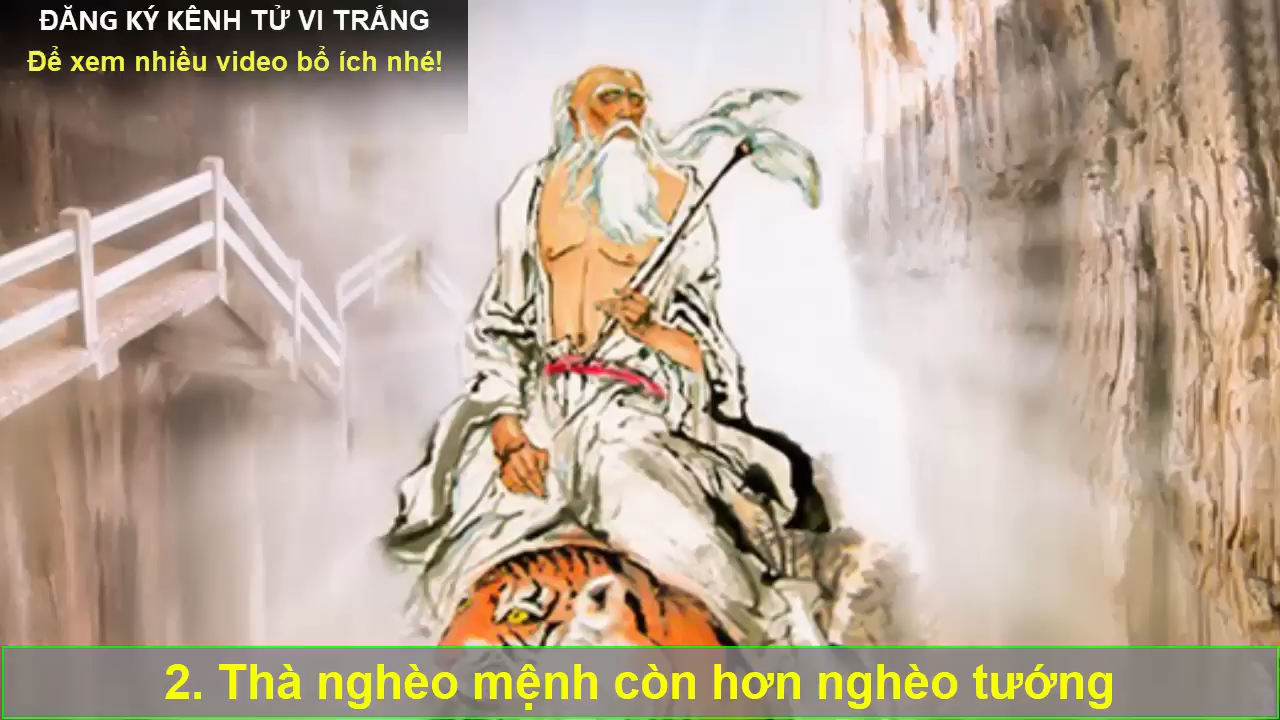 ĐĂNG KÝ KÊNH TỬ VI TRẮNG
Để xem nhiều video bổ ích nhé!
2. Thà nghèo mệnh còn hơn nghèo tướng